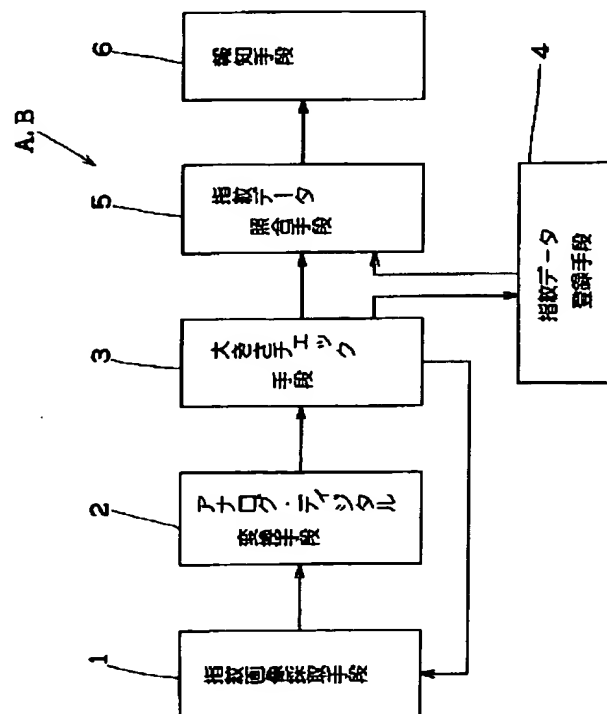 A,B
1
指紋画像採取手段
2
アナログ・ディジタル
変換手段
3
大きさチェック
手段
4
指紋データ
登録手段
5
指紋データ
照合手段
6
報知手段